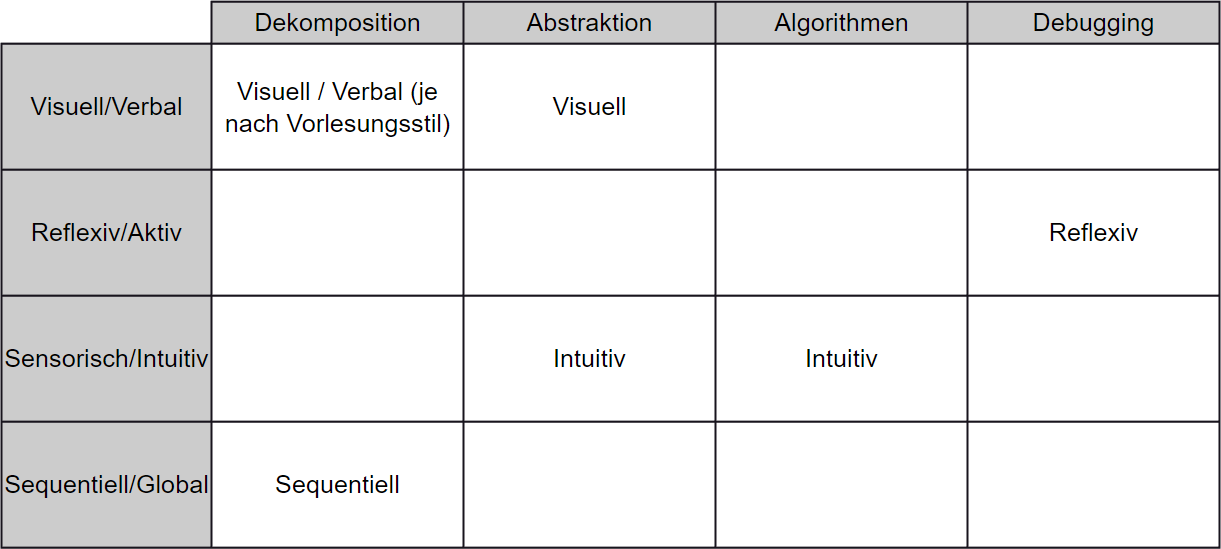 Dekomposition Abstraktion Algorithmen Debugging
Visuell/Verbal Visuell / Verbal (je nach Vorlesungsstil) Visuell
Reflexiv/Aktiv Reflexiv
Sensorisch/Intuitiv Intuitiv Intuitiv
Sequentiell/Global Sequentiell